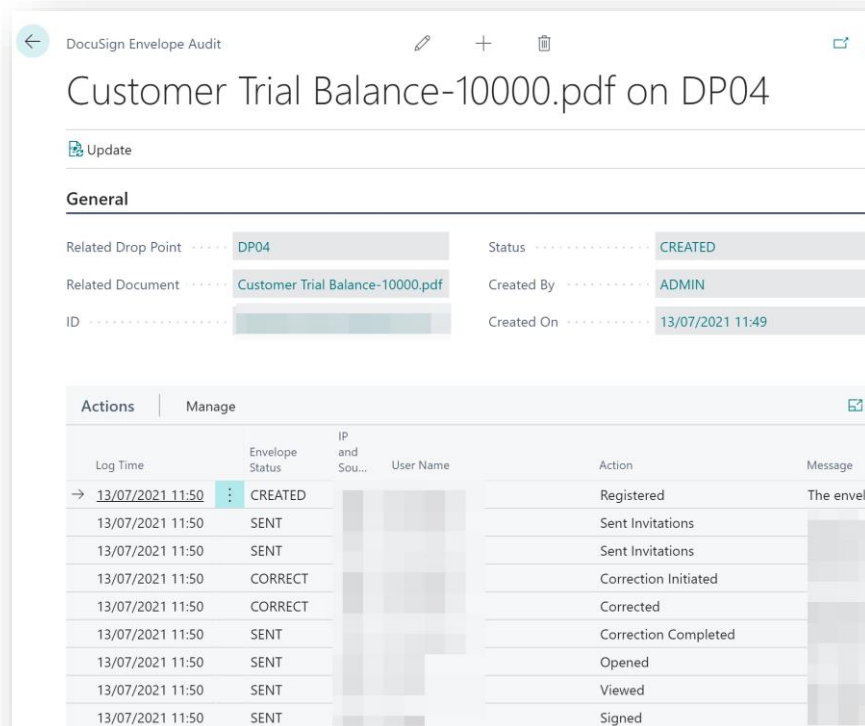 DocuSign Envelope Audit
Customer Trial Balance-10000.pdf on DP04
Update
General
Related Drop Point DP04 Status CREATED
Related Document Customer Trial Balance-10000.pdf Created By ADMIN
ID Created On 13/07/2021 11:49
Actions Manage
Log Time Envelope Status IP and Sou... User Name Action Message
13/07/2021 11:50 CREATED Registered The envel
13/07/2021 11:50 SENT Sent Invitations
13/07/2021 11:50 SENT Sent Invitations
13/07/2021 11:50 CORRECT Correction Initiated
13/07/2021 11:50 CORRECT Corrected
13/07/2021 11:50 SENT Correction Completed
13/07/2021 11:50 SENT Opened
13/07/2021 11:50 SENT Viewed
13/07/2021 11:50 SENT Signed